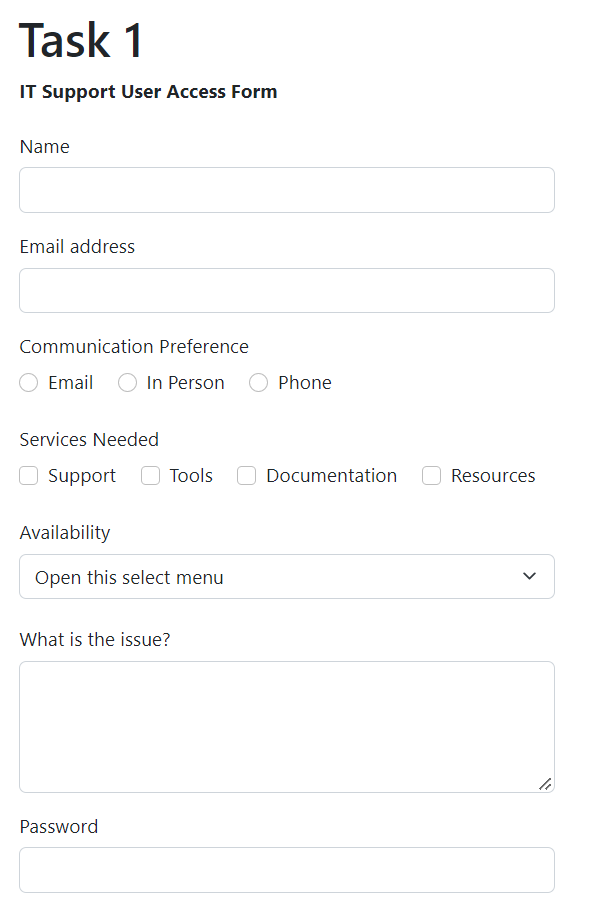 Task 1
IT Support User Access Form
Name
Email address
Communication Preference
Email In Person Phone
Services Needed
Support Tools Documentation Resources
Availability
Open this select menu
What is the issue?
Password